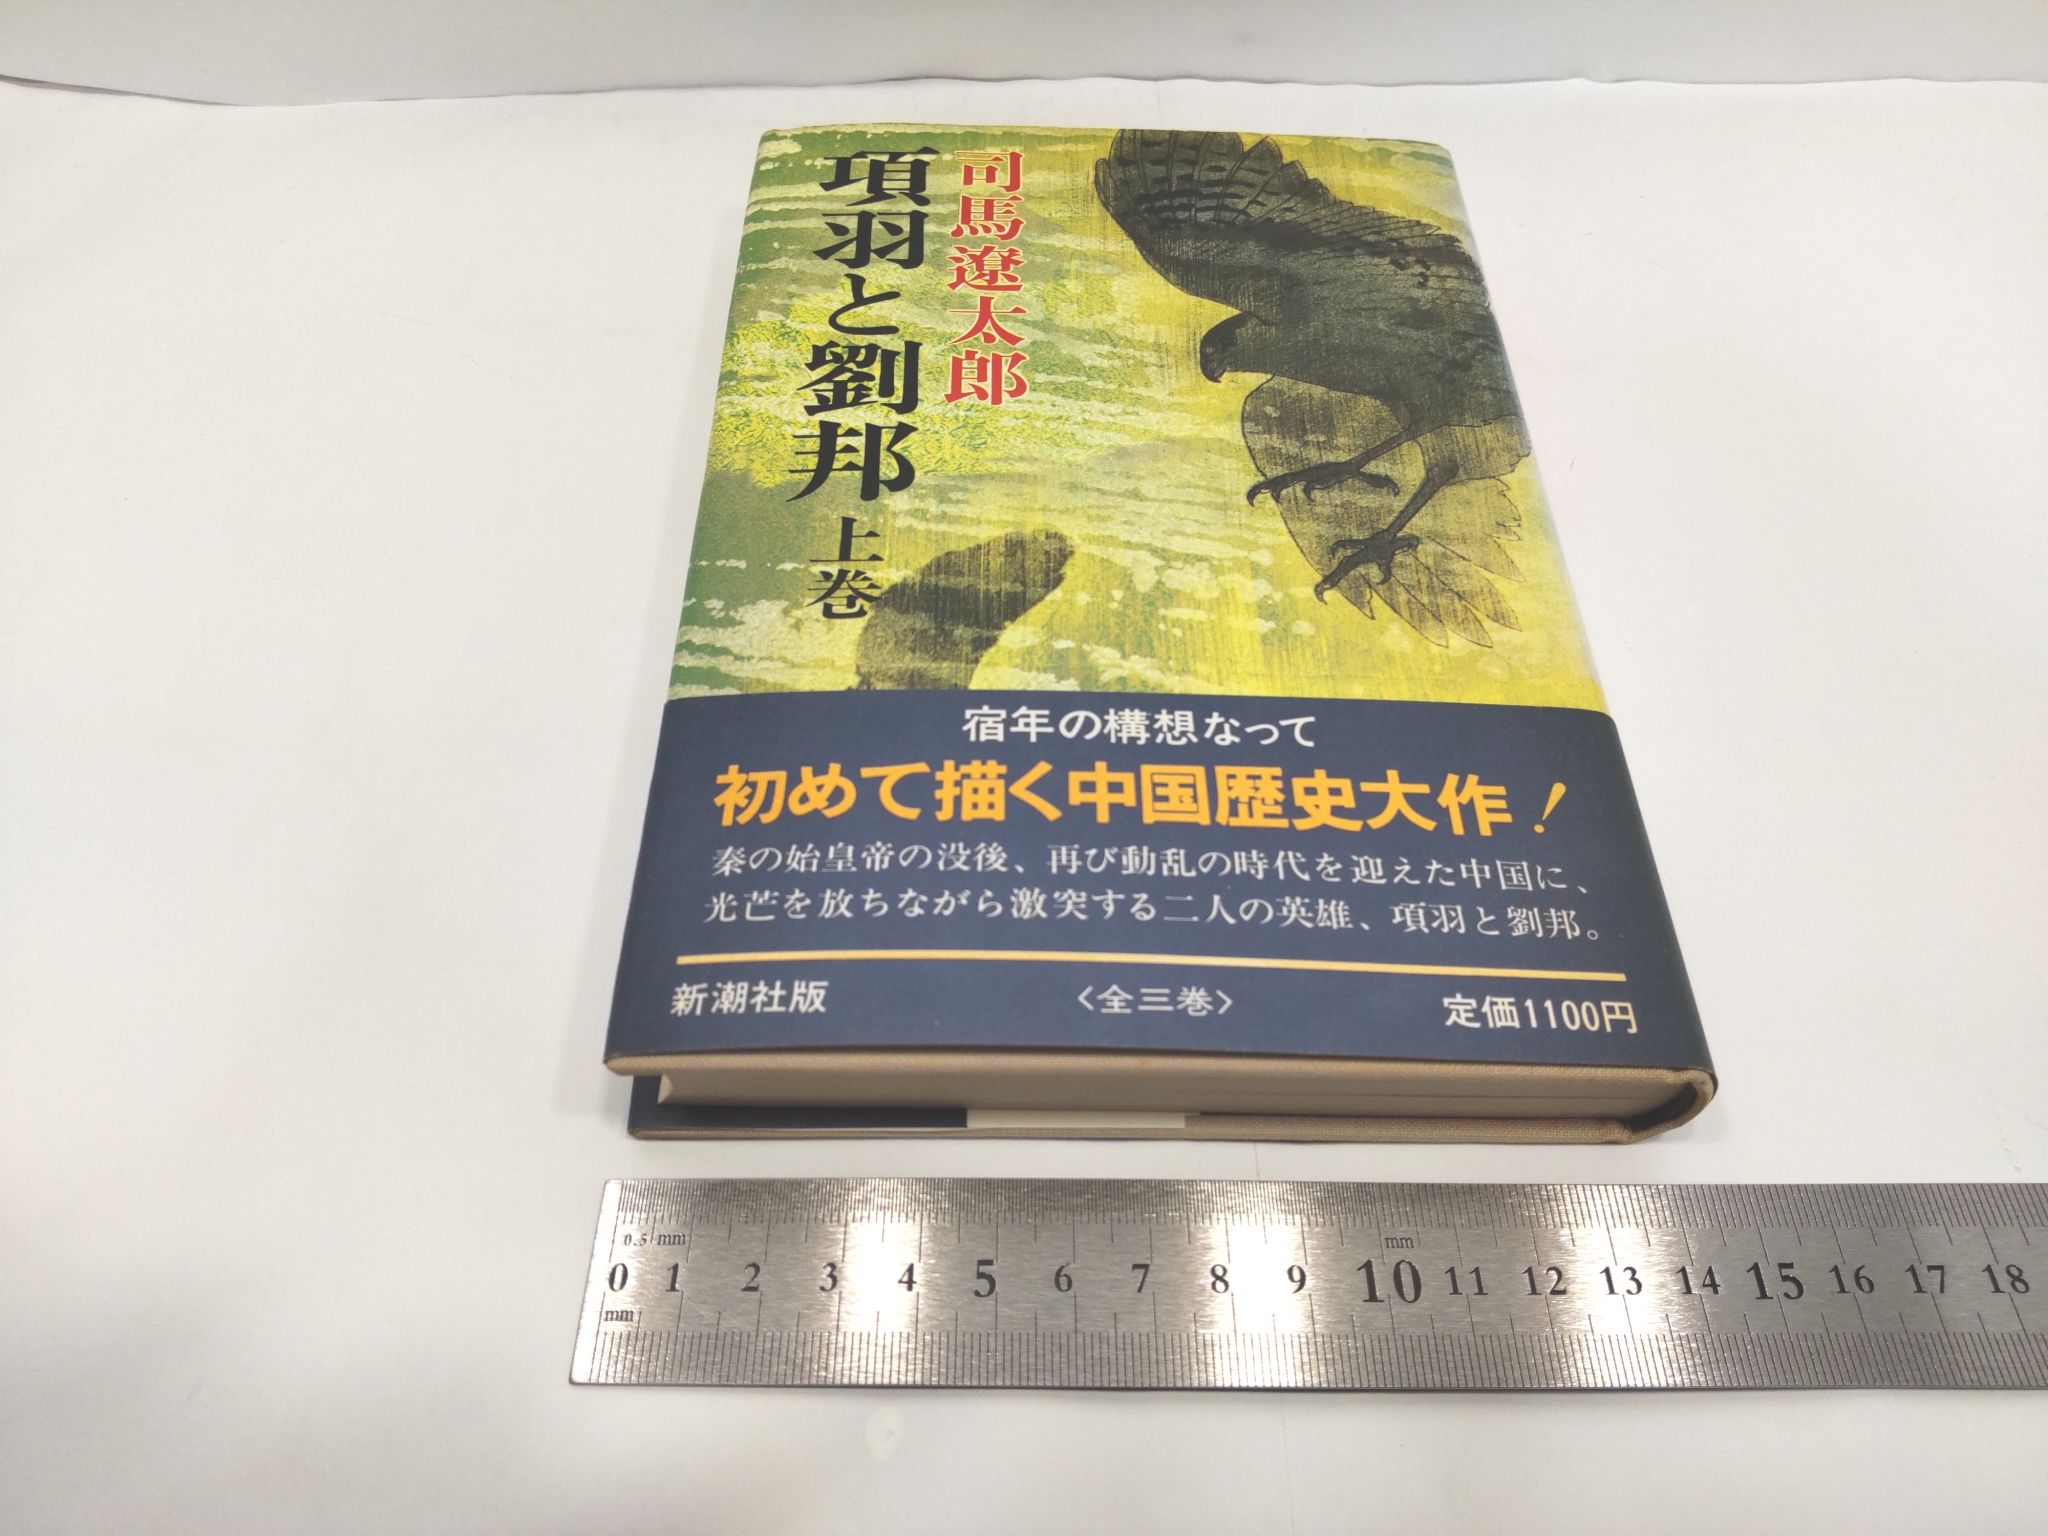 司馬遼太郎
項羽と劉邦 上巻
宿年の構想なって
初めて描く中国歴史大作！
秦の始皇帝の没後、再び動乱の時代を迎えた中国に、
光芒を放ちながら激突する二人の英雄、項羽と劉邦。
新潮社版 〈全三巻〉 定価1100円
0.5 mm mm
0 1 2 3 4 5 6 7 8 9 10 11 12 13 14 15 16 17 18
mm